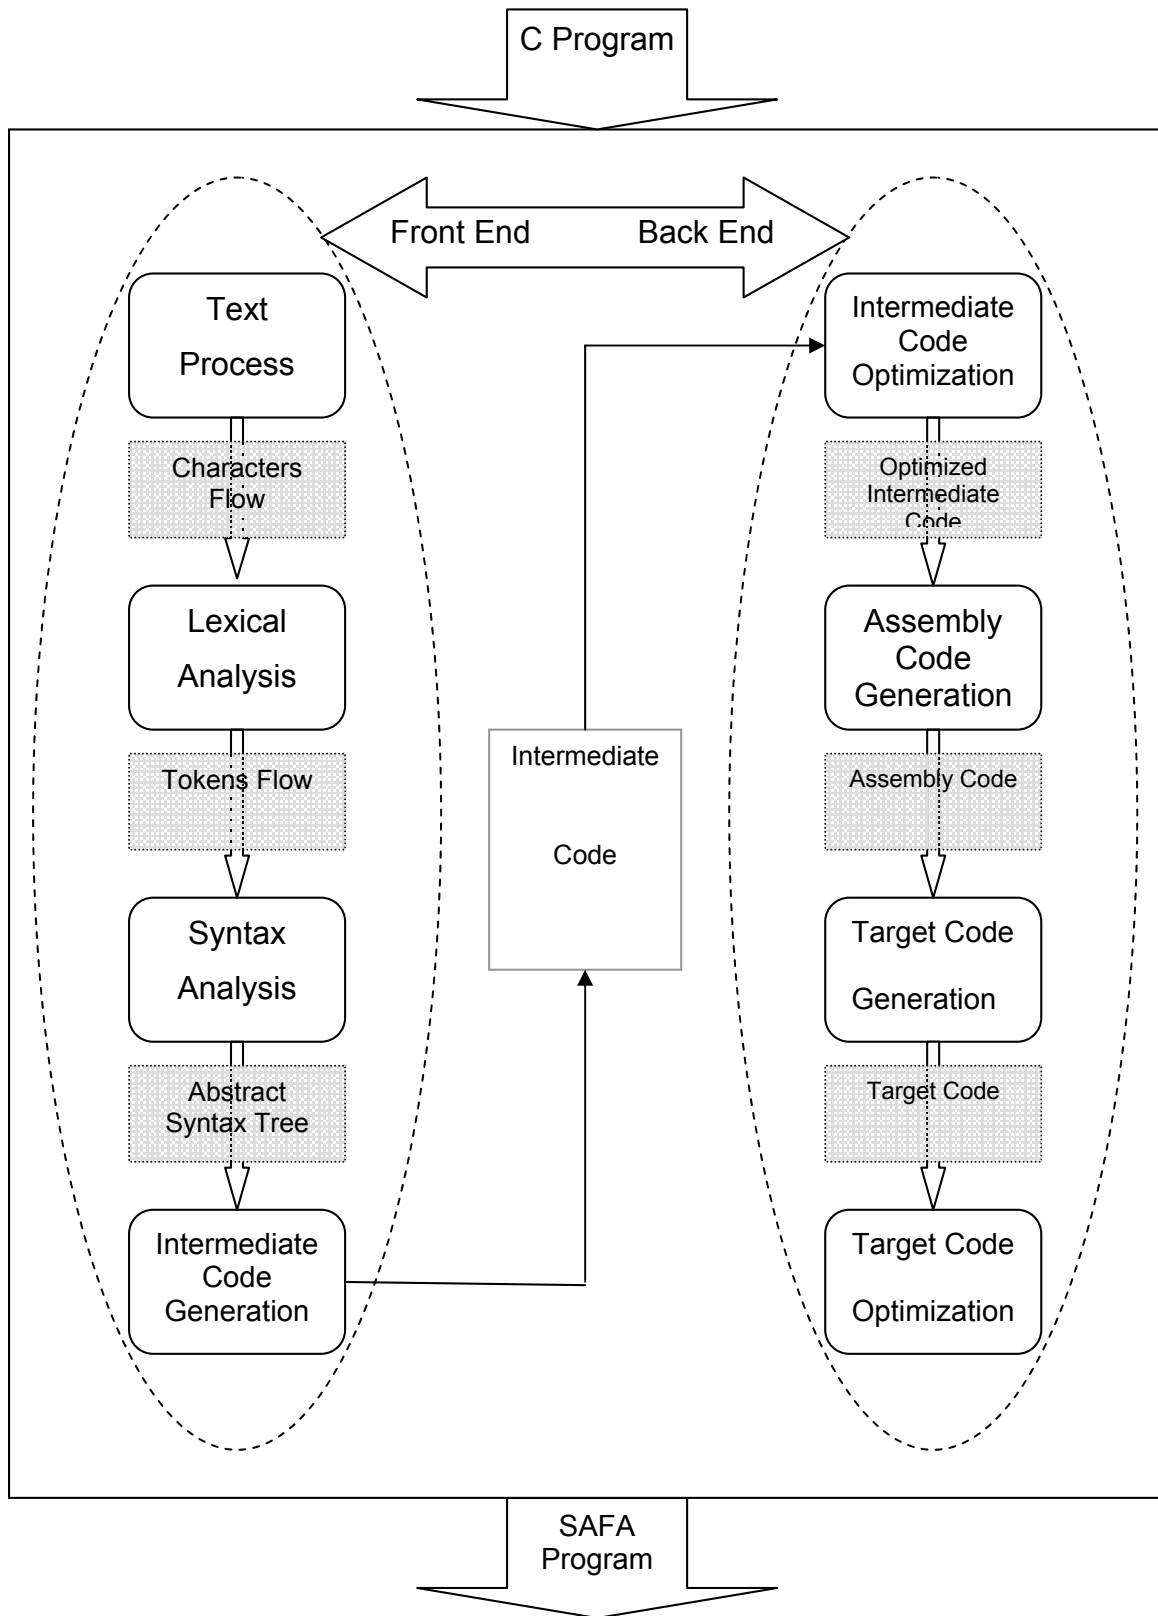 C Program
Front End
Back End
Text
Process
Characters
Flow
Lexical
Analysis
Tokens Flow
Syntax
Analysis
Abstract
Syntax Tree
Intermediate
Code
Generation
Intermediate
Code
Intermediate
Code
Optimization
Optimized
Intermediate
Code
Assembly
Code
Generation
Assembly Code
Target Code
Generation
Target Code
Target Code
Optimization
SAFA
Program